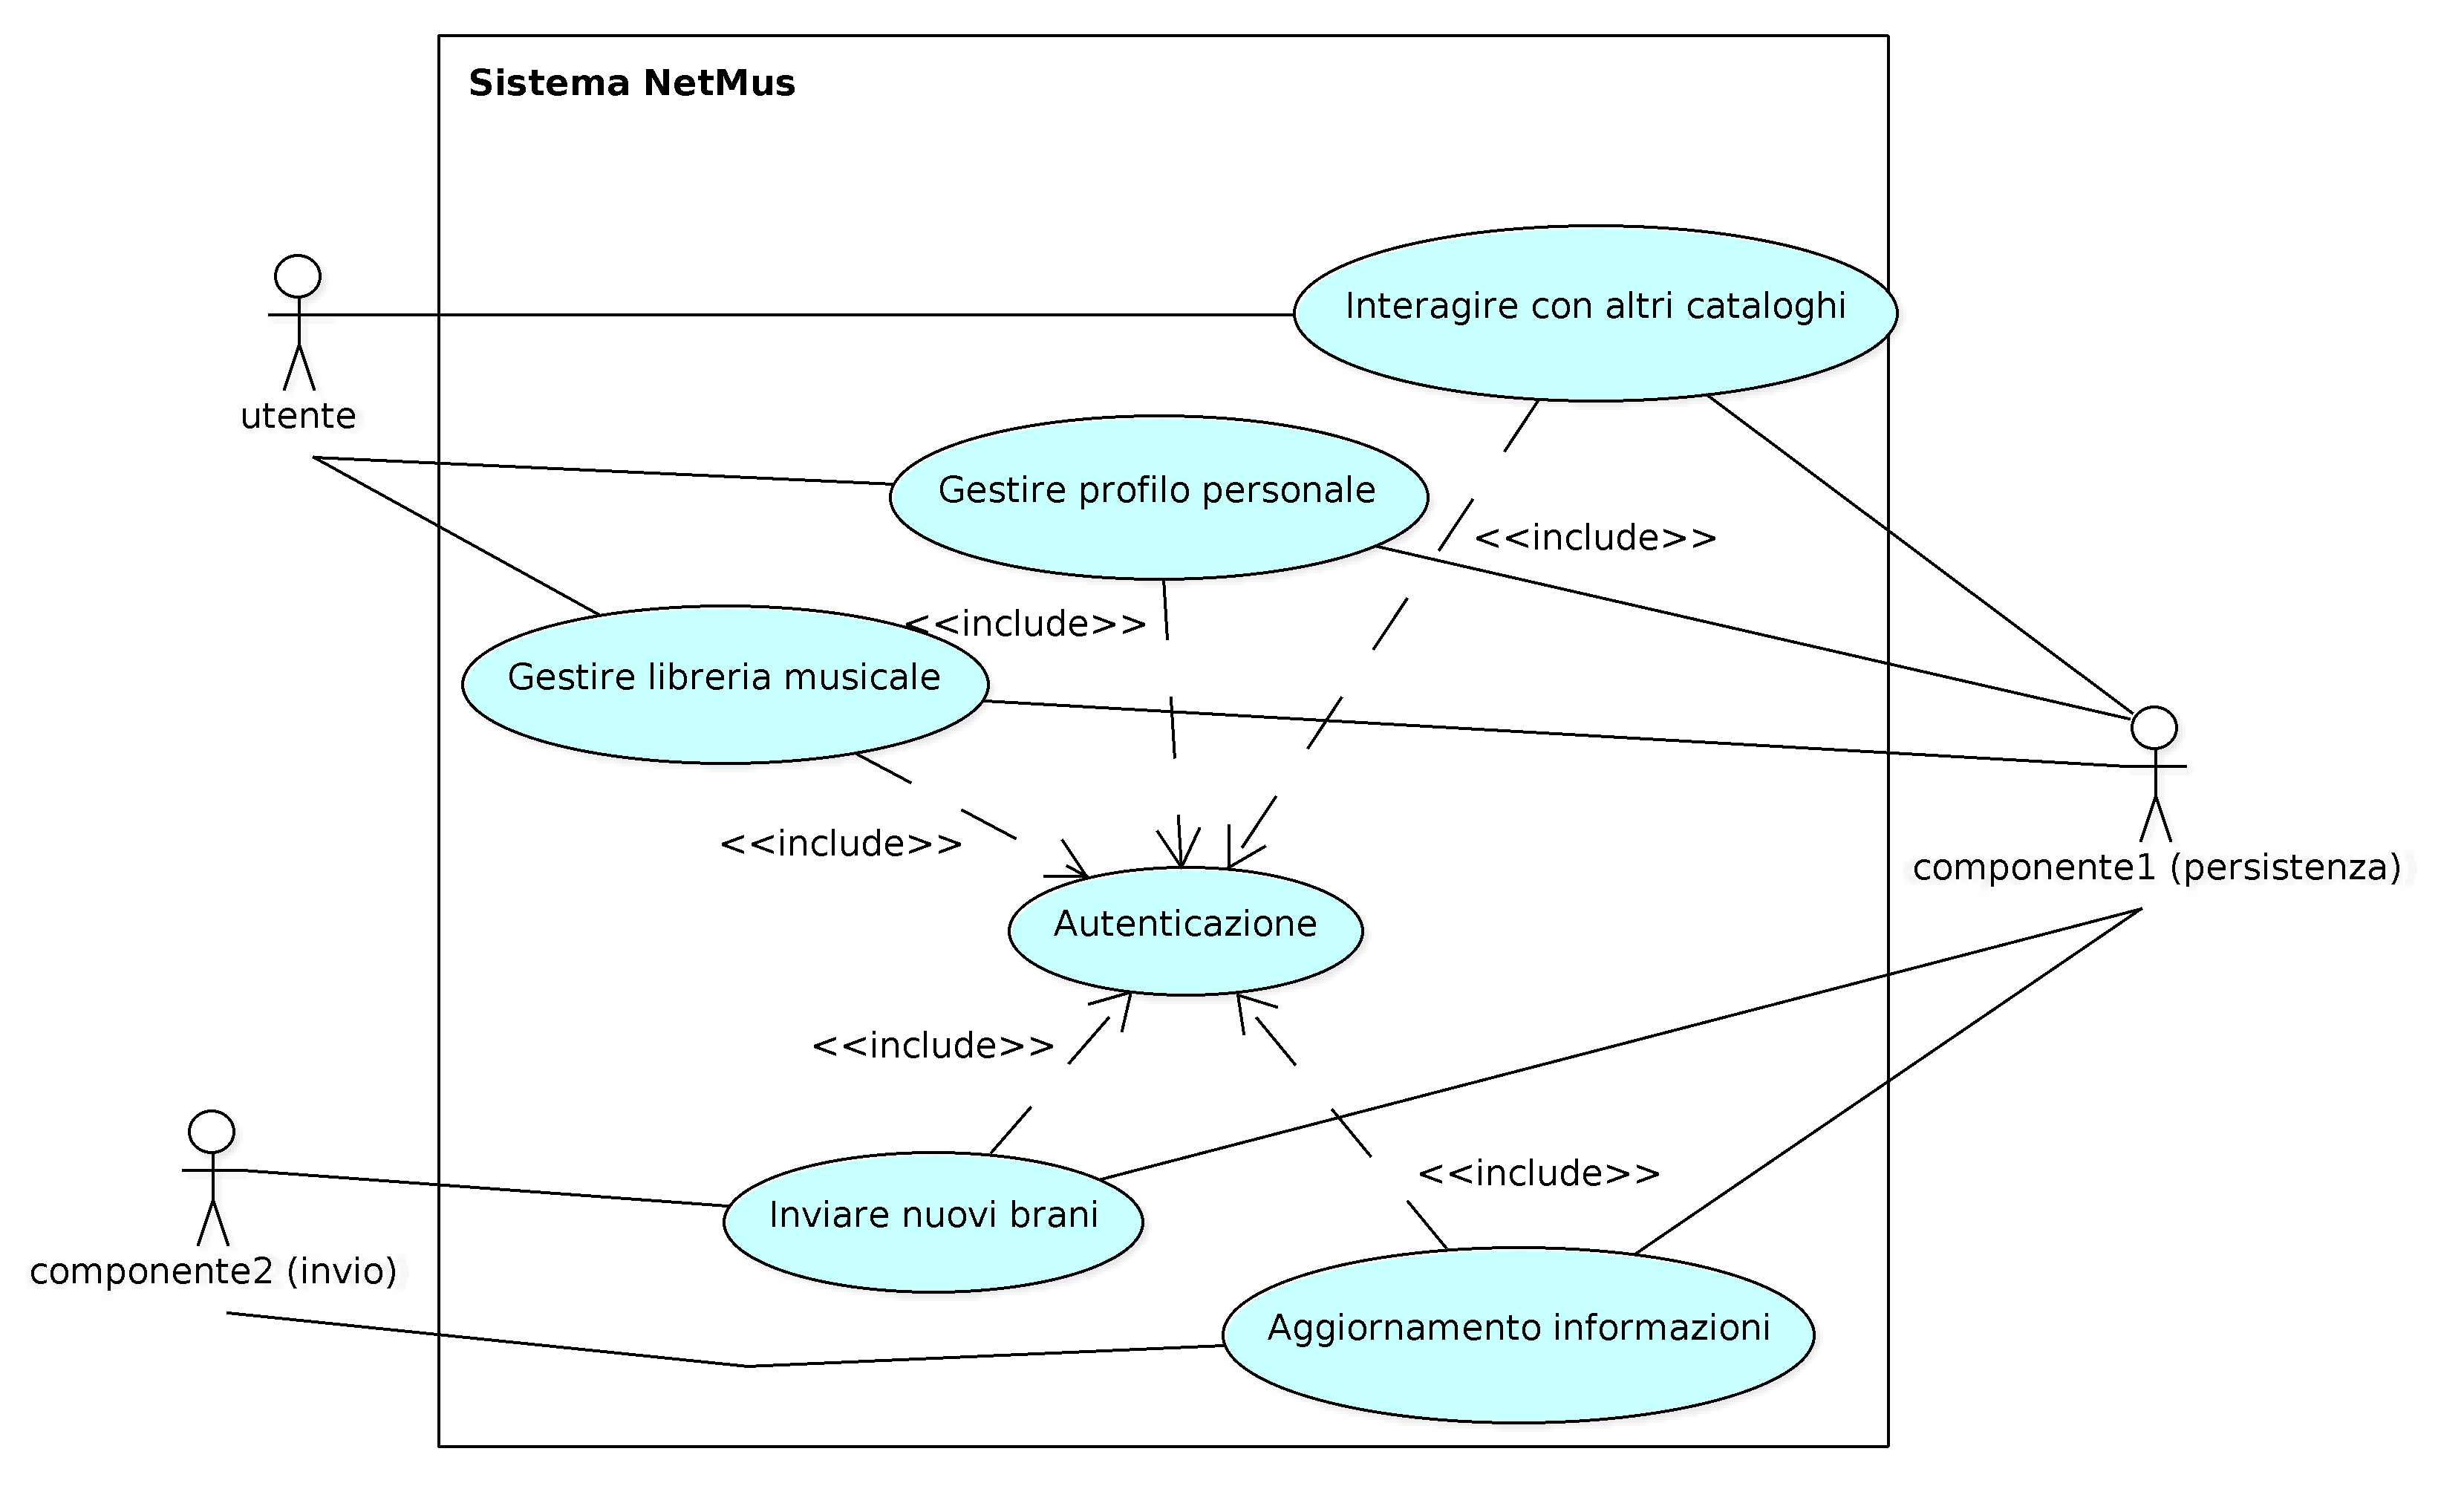 Sistema NetMus
Interagire con altri cataloghi
utente
Gestire profilo personale
<<include>>
<<include>>
Gestire libreria musicale
<<include>>
componente1 (persistenza)
Autenticazione
<<include>>
<<include>>
Inviare nuovi brani
componente2 (invio)
Aggiornamento informazioni